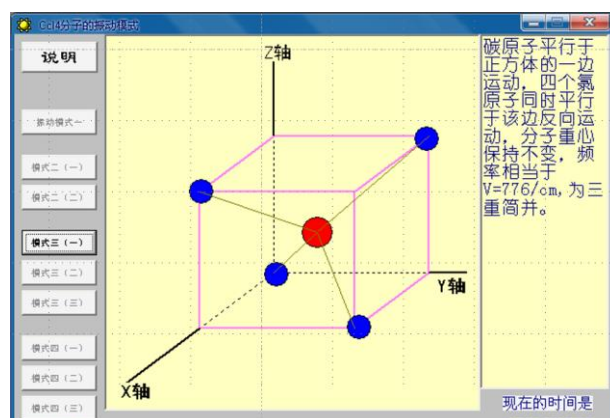 Ccl4分子的振动模式
说明
振动模式一
模式二（一）
模式二（二）
模式三（一）
模式三（二）
模式三（三）
模式四（一）
模式四（二）
模式四（三）
Z轴
Y轴
X轴
碳原子平行于
正方体的一边
运动，四个氯
原子同时平行
于该边反向运
动，分子重心
保持不变，频
率相当于
V=776/cm,为三
重简并。
现在的时间是